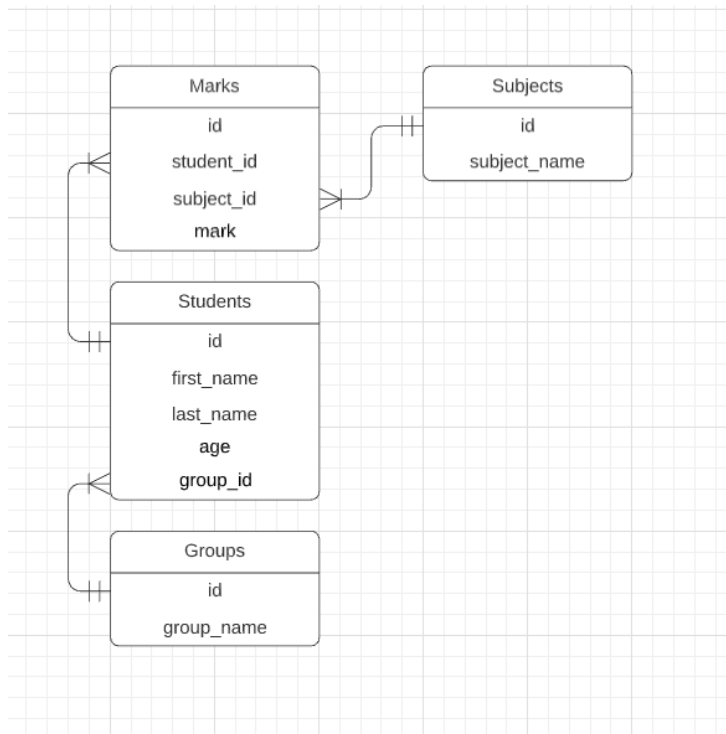 Marks
id
student_id
subject_id
mark
Subjects
id
subject_name
Students
id
first_name
last_name
age
group_id
Groups
id
group_name